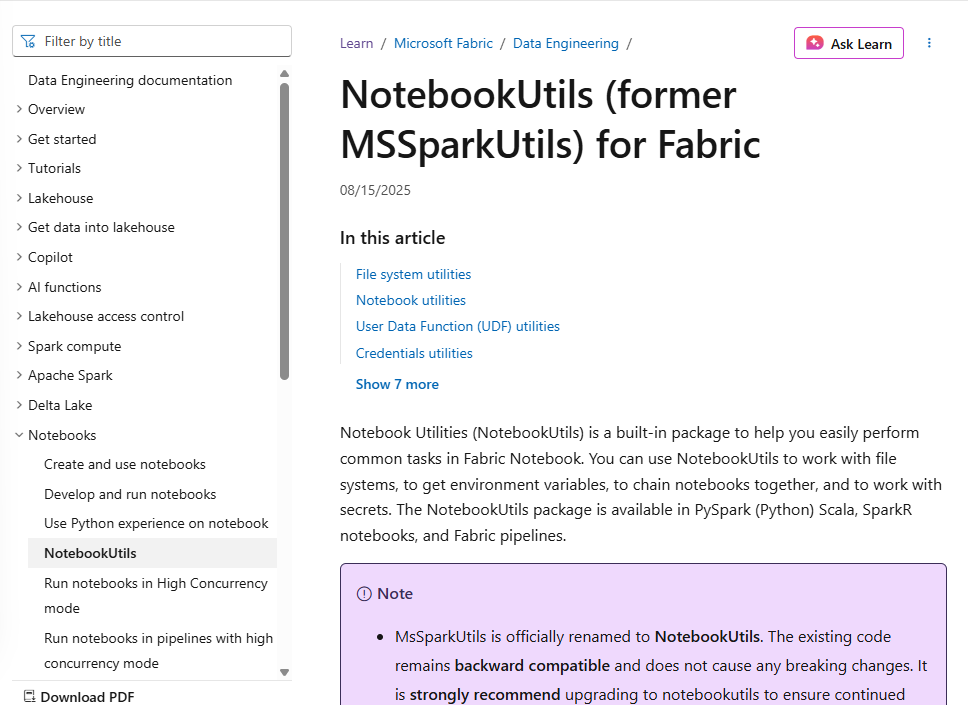 Filter by title
Data Engineering documentation
Overview
Get started
Tutorials
Lakehouse
Get data into lakehouse
Copilot
AI functions
Lakehouse access control
Spark compute
Apache Spark
Delta Lake
Notebooks
Create and use notebooks
Develop and run notebooks
Use Python experience on notebook
NotebookUtils
Run notebooks in High Concurrency
mode
Run notebooks in pipelines with high
concurrency mode
Download PDF
Learn / Microsoft Fabric / Data Engineering /
Ask Learn
NotebookUtils (former
MSSparkUtils) for Fabric
08/15/2025
In this article
File system utilities
Notebook utilities
User Data Function (UDF) utilities
Credentials utilities
Show 7 more
Notebook Utilities (NotebookUtils) is a built-in package to help you easily perform
common tasks in Fabric Notebook. You can use NotebookUtils to work with file
systems, to get environment variables, to chain notebooks together, and to work with
secrets. The NotebookUtils package is available in PySpark (Python) Scala, SparkR
notebooks, and Fabric pipelines.
Note
• MsSparkUtils is officially renamed to NotebookUtils. The existing code
remains backward compatible and does not cause any breaking changes. It
is strongly recommend upgrading to notebookutils to ensure continued